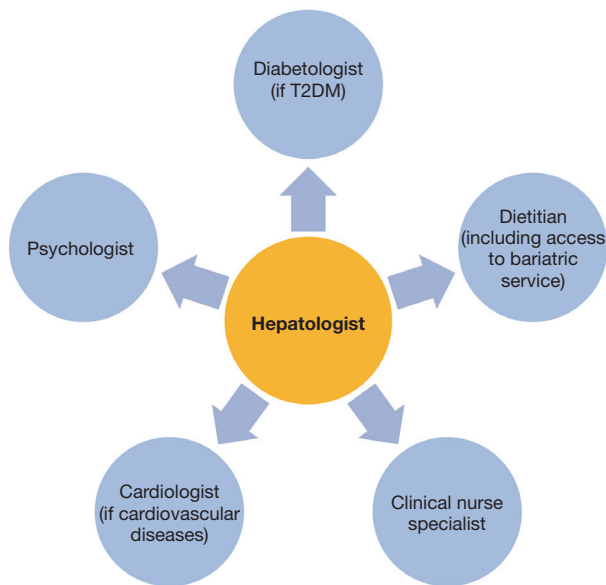 Diabetologist
(if T2DM)
Psychologist
Dietitian
(including access
to bariatric
service)
Hepatologist
Cardiologist
(if cardiovascular
diseases)
Clinical nurse
specialist